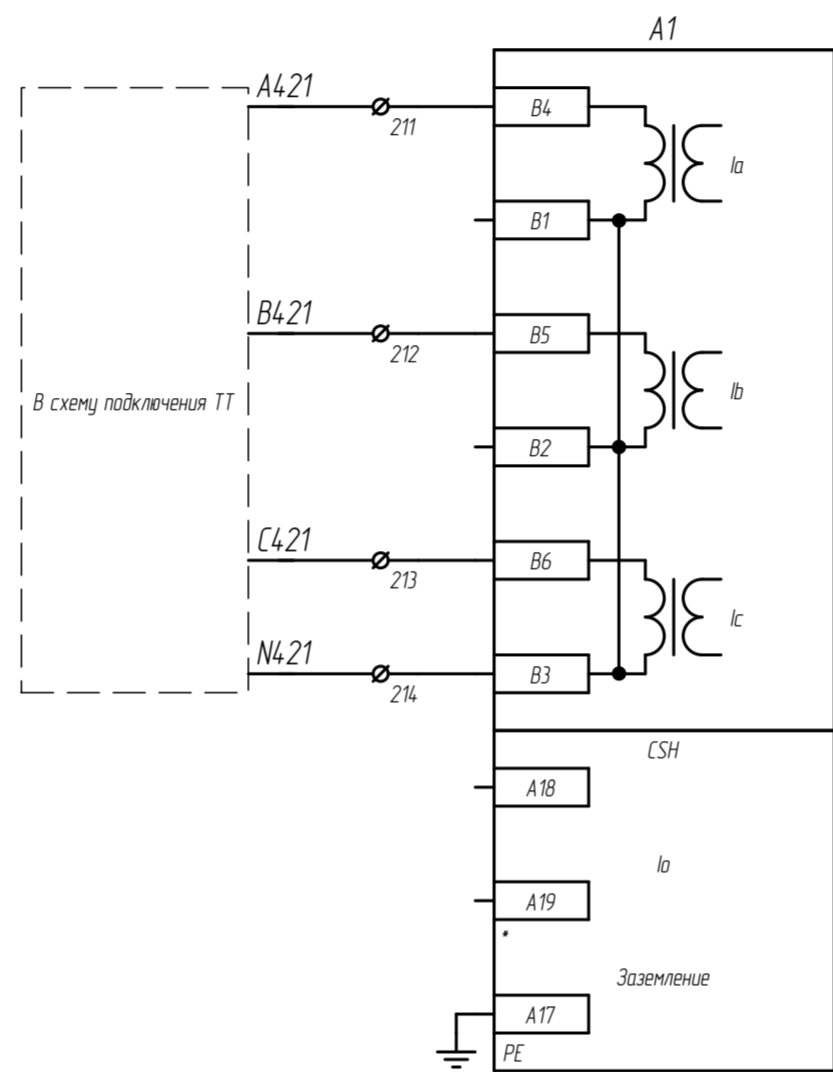 A1
A421
211
B4
Ia
B1
B421
212
B5
Ib
В схему подключения ТТ
B2
C421
213
B6
Ic
N421
214
B3
CSH
A18
Io
A19
*
Заземление
A17
PE